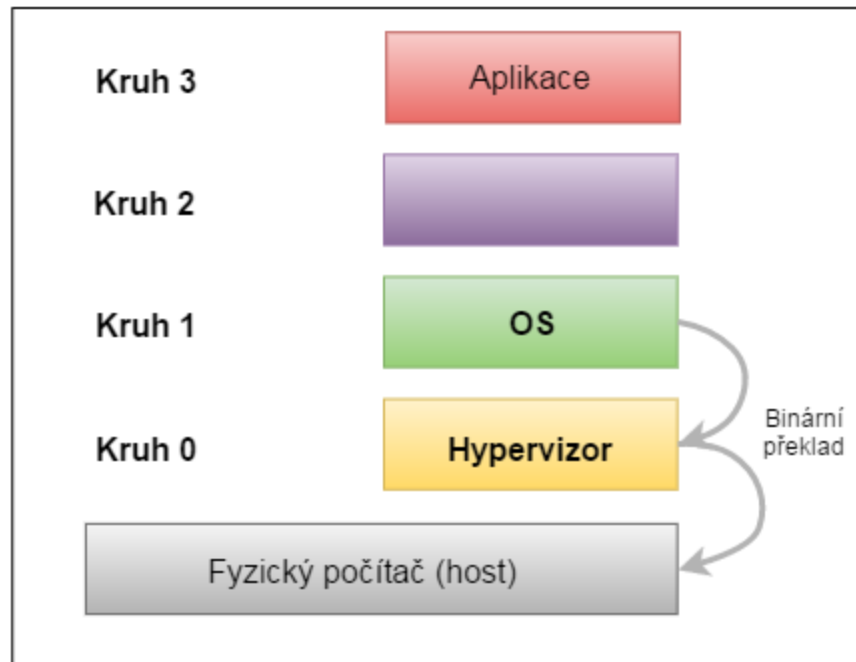 Kruh 3
Aplikace
Kruh 2
Kruh 1
OS
Kruh 0
Hypervizor
Binární
překlad
Fyzický počítač (host)